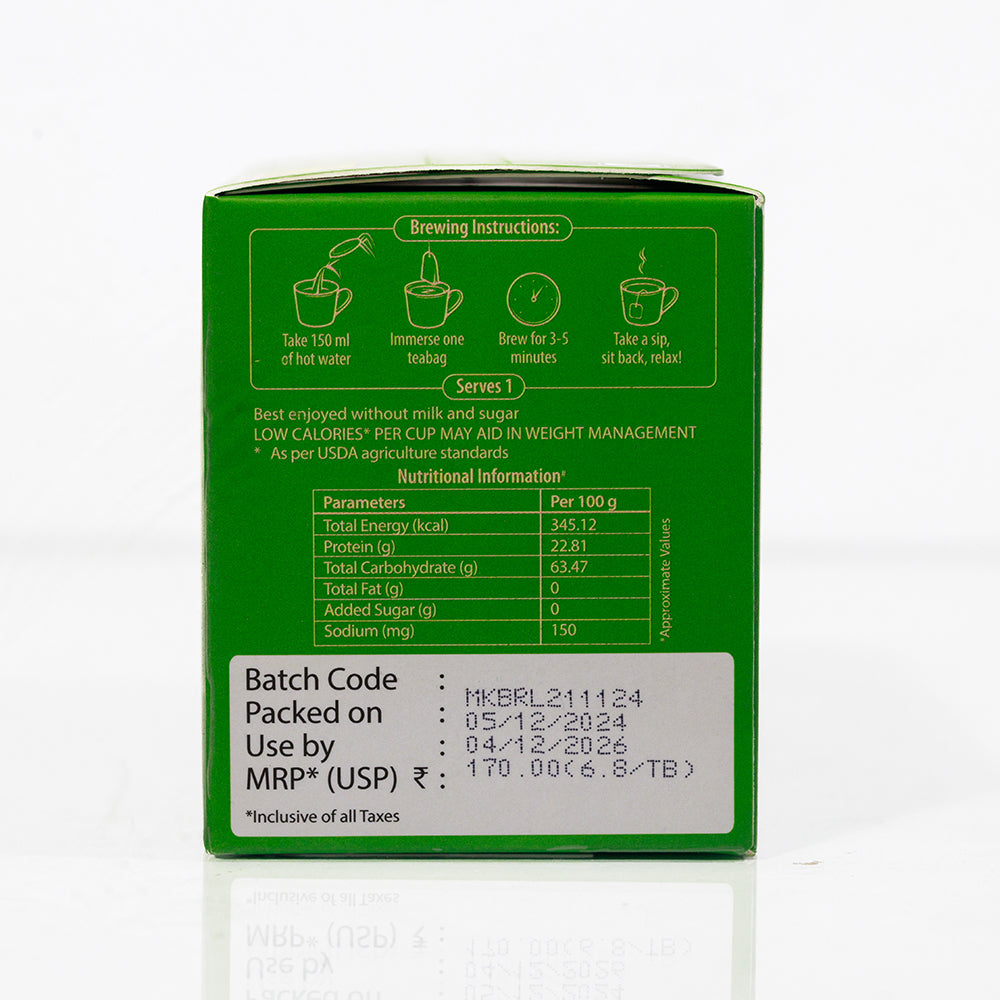 Brewing Instructions:
Take 150 ml
of hot water
Immerse one
teabag
Brew for 3-5
minutes
Take a sip,
sit back, relax!
Serves 1
Best enjoyed without milk and sugar
LOW CALORIES* PER CUP MAY AID IN WEIGHT MANAGEMENT
* As per USDA agriculture standards
Nutritional Information#
Parameters Per 100 g
Total Energy (kcal) 345.12
Protein (g) 22.81
Total Carbohydrate (g) 63.47
Total Fat (g) 0
Added Sugar (g) 0
Sodium (mg) 150
*Approximate Values
Batch Code : MKBRL211124
Packed on : 05/12/2024
Use by : 04/12/2026
MRP* (USP) ₹ : 170.00(6.8/TB)
*Inclusive of all Taxes